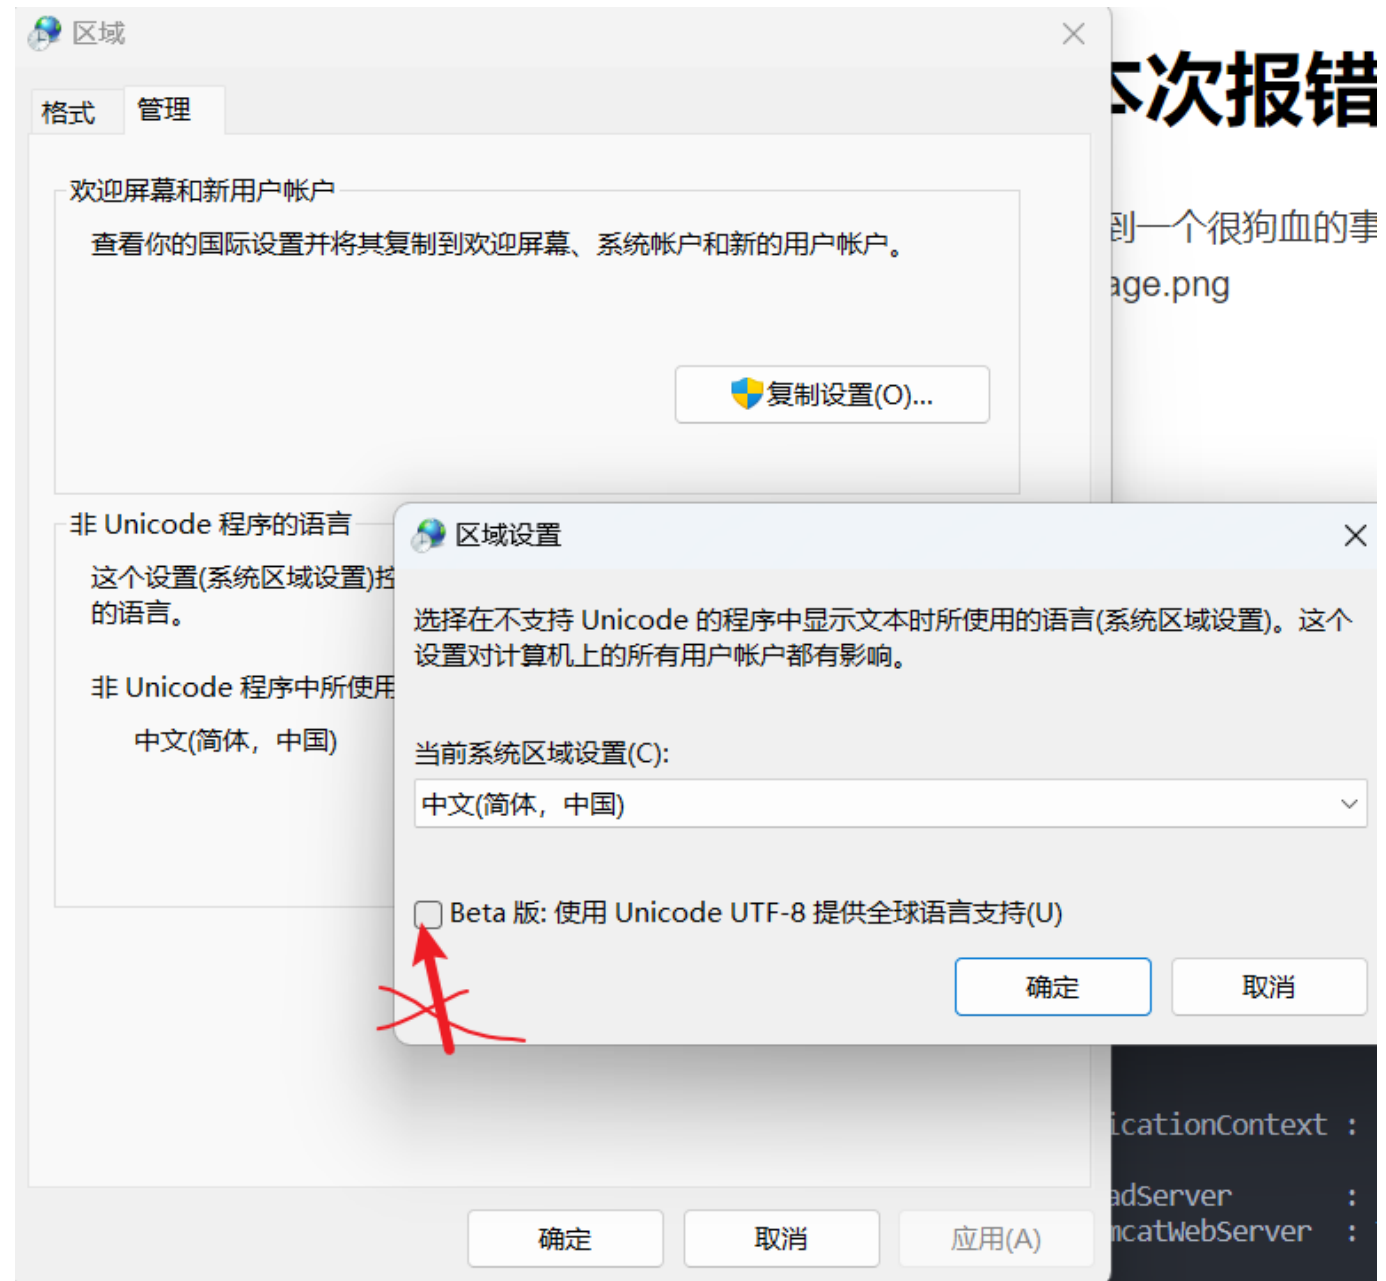 区域
格式
管理
欢迎屏幕和新用户帐户
查看你的国际设置并将其复制到欢迎屏幕、系统帐户和新的用户帐户。
复制设置(O)...
非 Unicode 程序的语言
这个设置(系统区域设置)控
的语言。
非 Unicode 程序中所使用
中文(简体，中国)
区域设置
选择在不支持 Unicode 的程序中显示文本时所使用的语言(系统区域设置)。这个
设置对计算机上的所有用户帐户都有影响。
当前系统区域设置(C):
中文(简体，中国)
Beta 版: 使用 Unicode UTF-8 提供全球语言支持(U)
确定
取消
确定
取消
应用(A)
本次报错
到一个很狗血的事
age.png
icationContext :
adServer :
mcatWebServer :